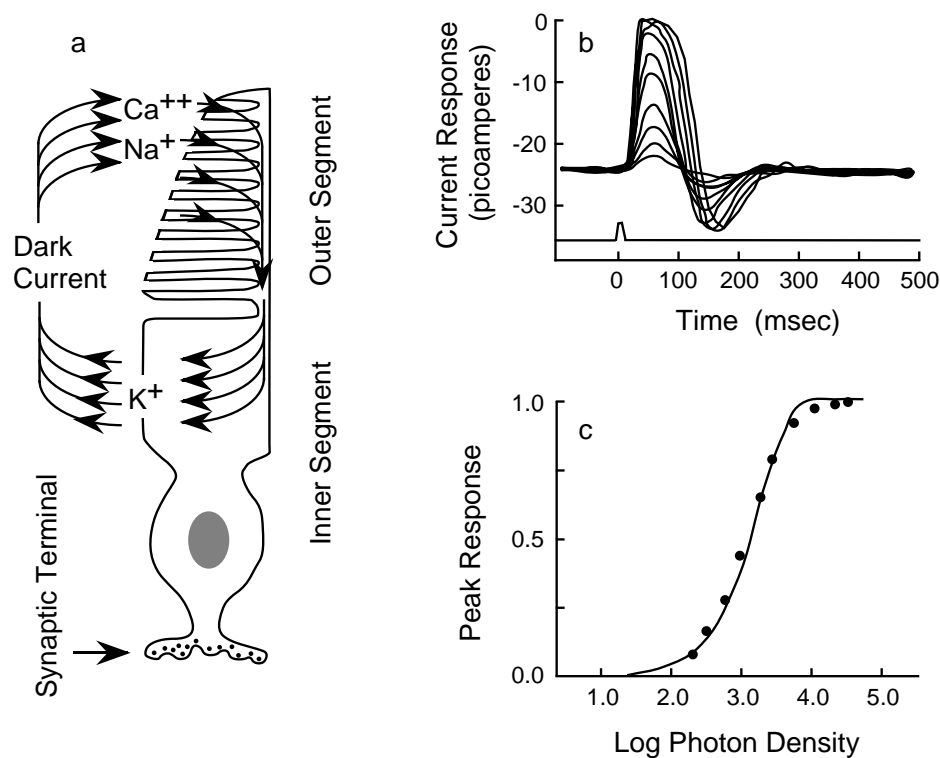 a
Ca++
Na+
Dark
Current
K+
Outer Segment
Inner Segment
Synaptic Terminal
b
Current Response
(picoamperes)
0
-10
-20
-30
0 100 200 300 400 500
Time (msec)
c
Peak Response
1.0
0.5
0.0
1.0 2.0 3.0 4.0 5.0
Log Photon Density